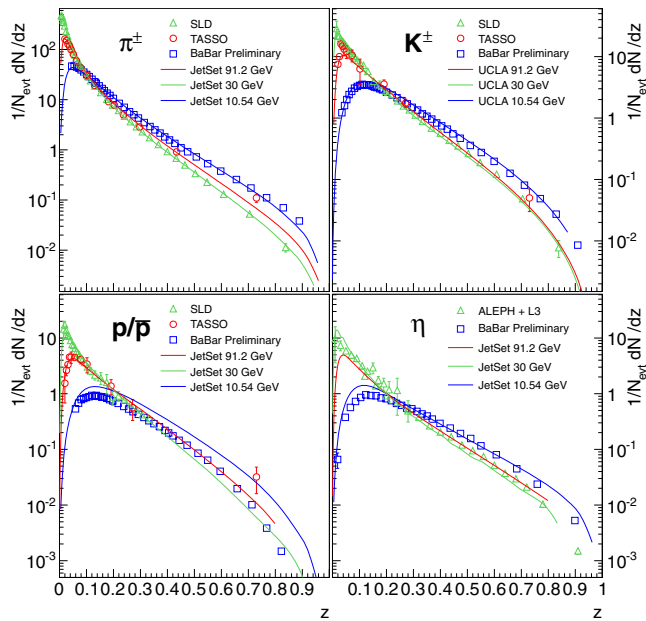 1/N_evt dN /dz
10²
10
1
10⁻¹
10⁻²
π±
SLD
TASSO
BaBar Preliminary
JetSet 91.2 GeV
JetSet 30 GeV
JetSet 10.54 GeV
K±
SLD
TASSO
BaBar Preliminary
UCLA 91.2 GeV
UCLA 30 GeV
UCLA 10.54 GeV
10
1
10⁻¹
10⁻²
1/N_evt dN /dz
1/N_evt dN /dz
10
1
10⁻¹
10⁻²
10⁻³
p/p̅
SLD
TASSO
BaBar Preliminary
JetSet 91.2 GeV
JetSet 30 GeV
JetSet 10.54 GeV
η
ALEPH + L3
BaBar Preliminary
JetSet 91.2 GeV
JetSet 30 GeV
JetSet 10.54 GeV
10
1
10⁻¹
10⁻²
10⁻³
1/N_evt dN /dz
0 0.1 0.2 0.3 0.4 0.5 0.6 0.7 0.8 0.9
0.1 0.2 0.3 0.4 0.5 0.6 0.7 0.8 0.9 1
z
z